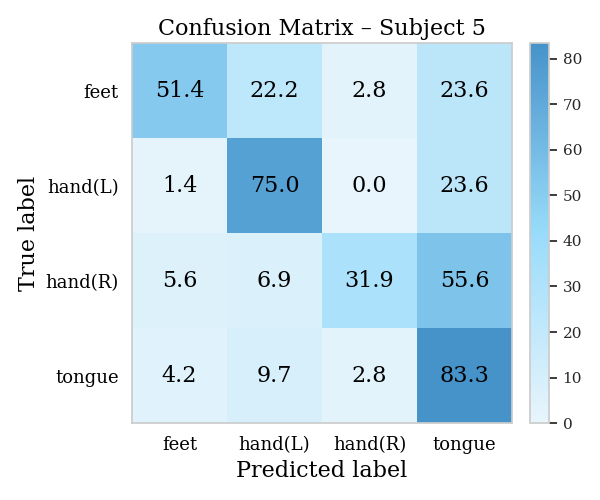 Confusion Matrix – Subject 5
True label
feet 51.4 22.2 2.8 23.6
hand(L) 1.4 75.0 0.0 23.6
hand(R) 5.6 6.9 31.9 55.6
tongue 4.2 9.7 2.8 83.3
feet hand(L) hand(R) tongue
Predicted label
80
70
60
50
40
30
20
10
0